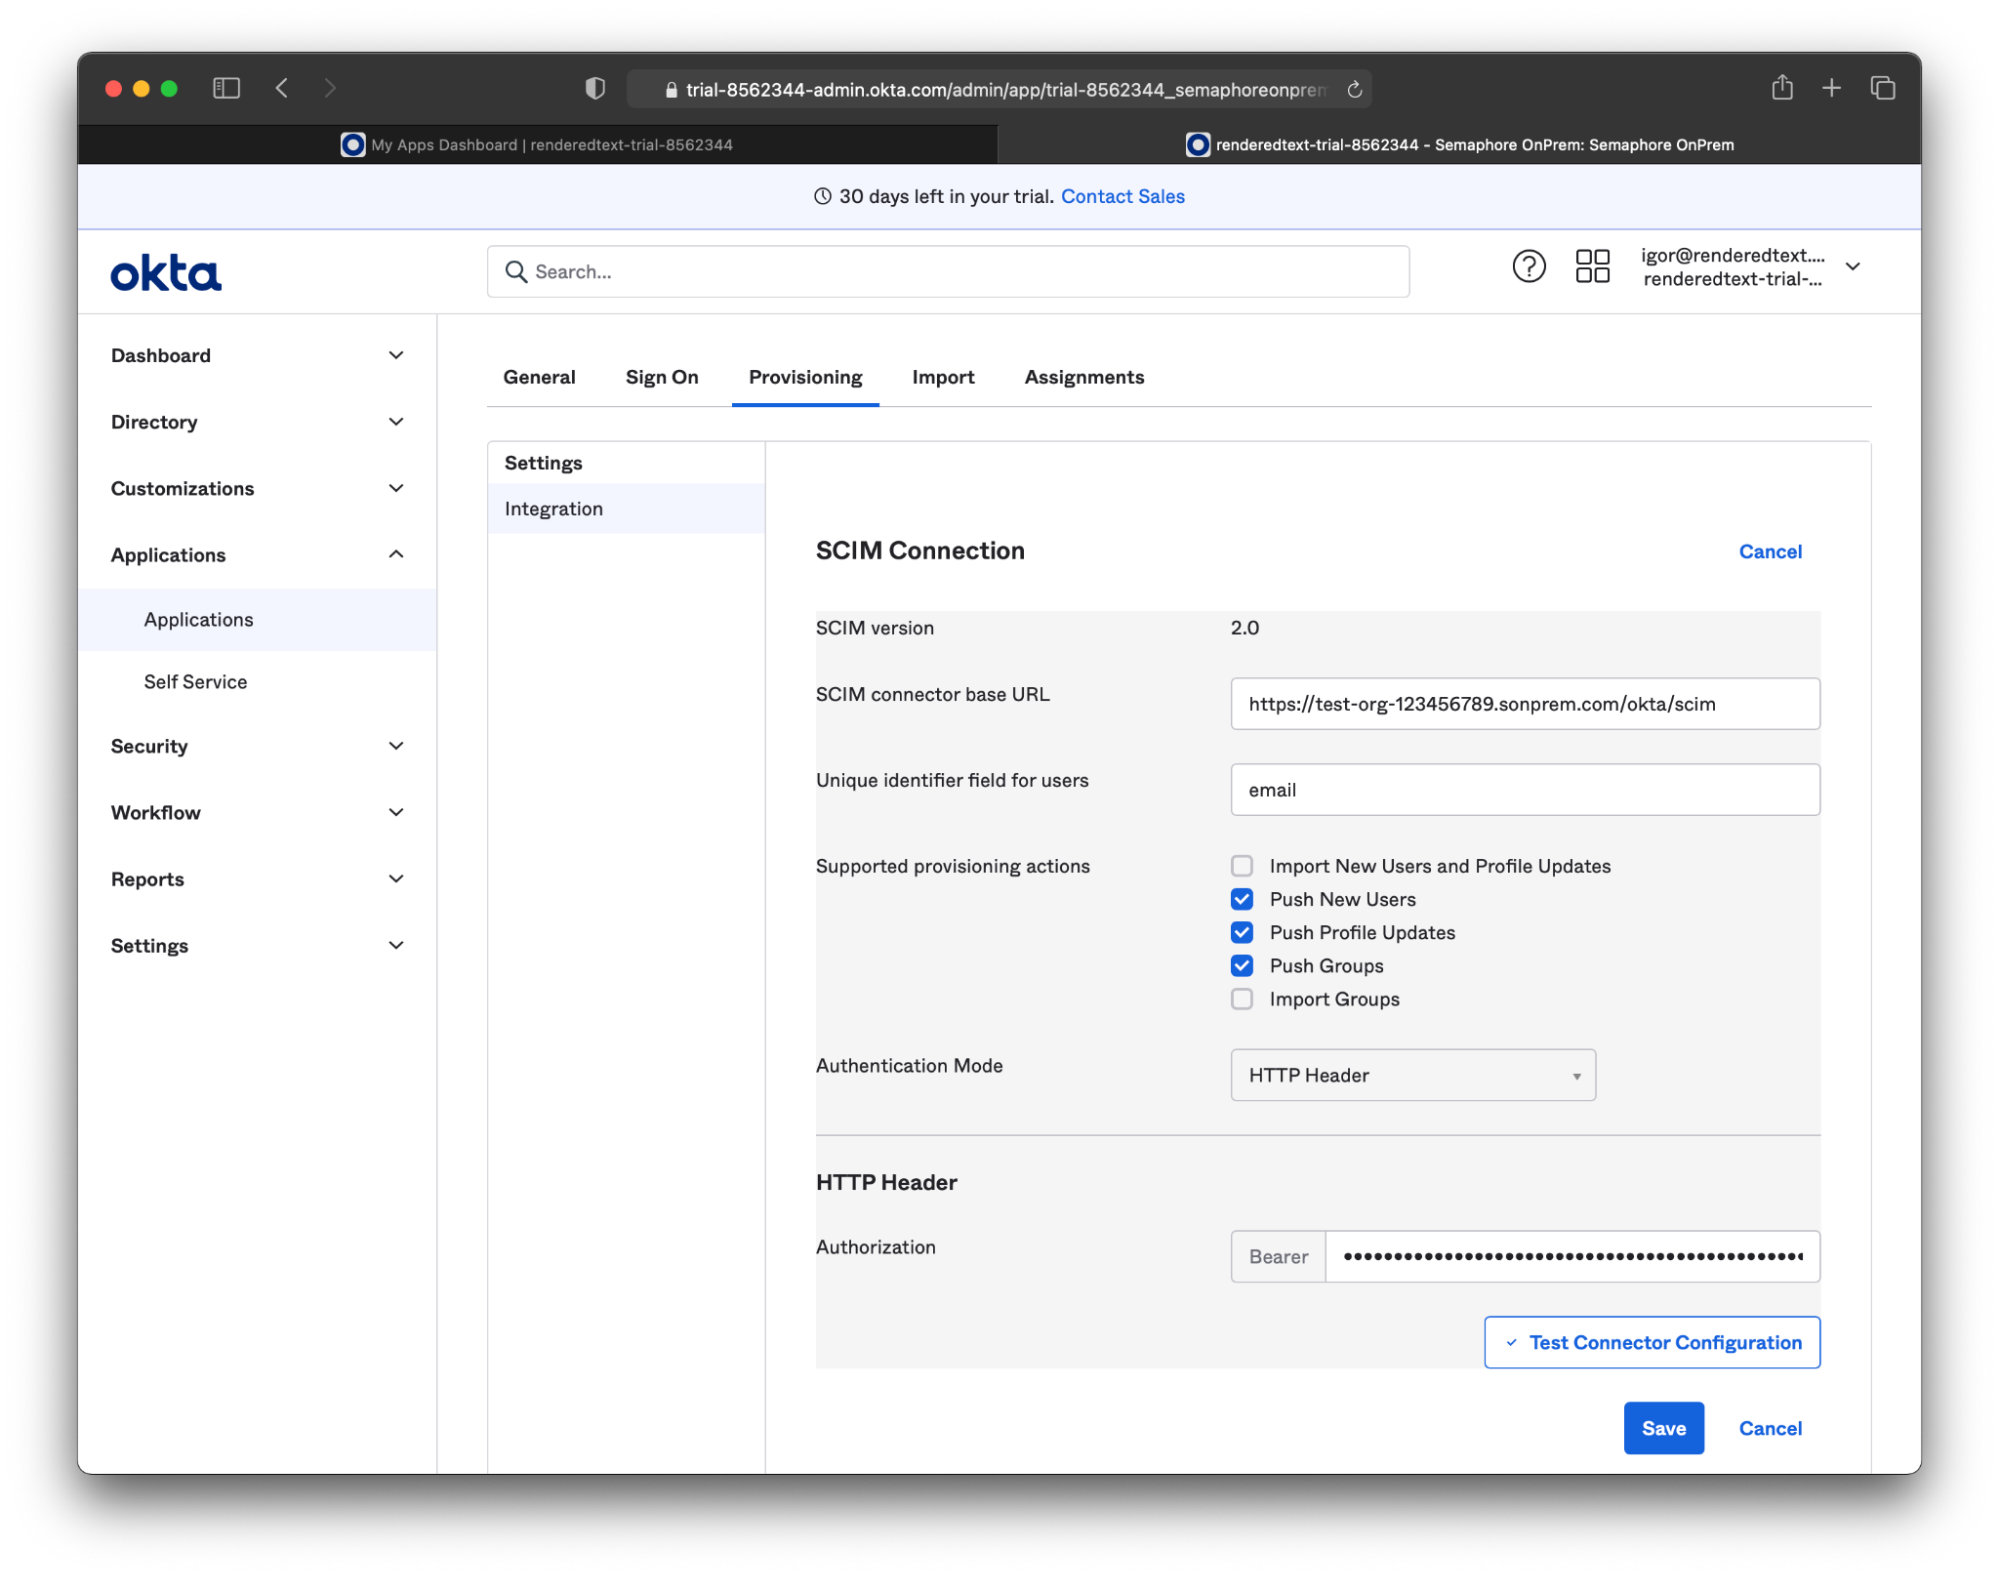 trial-8562344-admin.okta.com/admin/app/trial-8562344_semaphoreonprem
My Apps Dashboard | renderedtext-trial-8562344
renderedtext-trial-8562344 - Semaphore OnPrem: Semaphore OnPrem
30 days left in your trial. Contact Sales
okta
Search...
igor@renderedtext....
renderedtext-trial-...
Dashboard
Directory
Customizations
Applications
Applications
Self Service
Security
Workflow
Reports
Settings
General Sign On Provisioning Import Assignments
Settings
Integration
SCIM Connection Cancel
SCIM version 2.0
SCIM connector base URL https://test-org-123456789.sonprem.com/okta/scim
Unique identifier field for users email
Supported provisioning actions Import New Users and Profile Updates
Push New Users
Push Profile Updates
Push Groups
Import Groups
Authentication Mode HTTP Header
HTTP Header
Authorization Bearer ••••••••••••••••••••••••••••••••••••••••••••••
Test Connector Configuration
Save Cancel